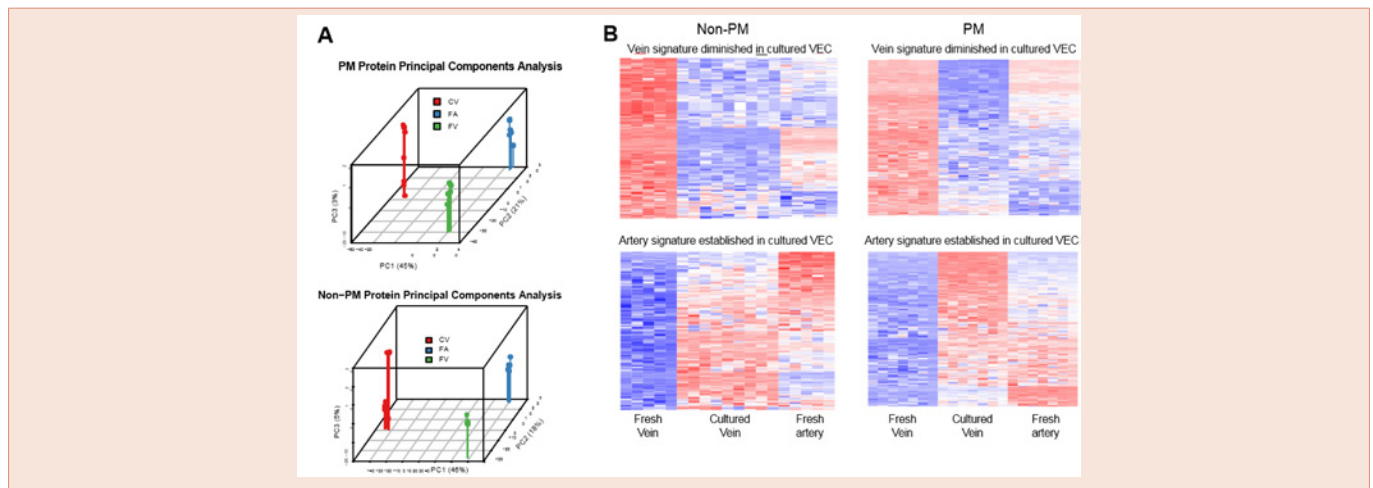 A
PM Protein Principal Components Analysis
CV
FA
FV
PC3 (3%)
PC2 (21%)
PC1 (45%)
Non-PM Protein Principal Components Analysis
CV
FA
FV
PC3 (5%)
PC2 (18%)
PC1 (46%)
B
Non-PM
Vein signature diminished in cultured VEC
PM
Vein signature diminished in cultured VEC
Artery signature established in cultured VEC
Artery signature established in cultured VEC
Fresh
Vein
Cultured
Vein
Fresh
artery
Fresh
Vein
Cultured
Vein
Fresh
artery